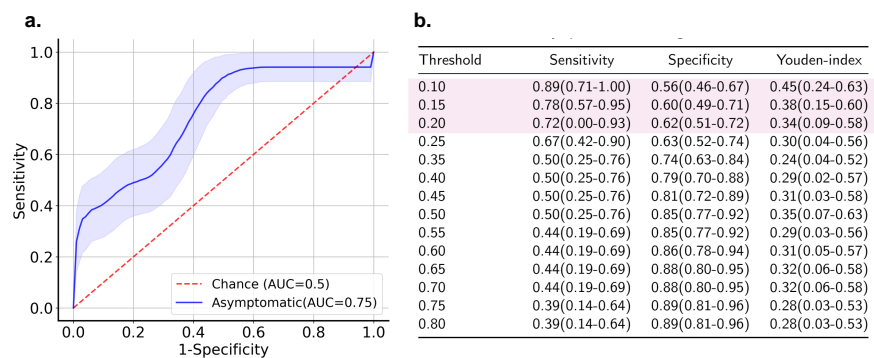 a.
1.0
0.8
0.6
0.4
0.2
0.0
Sensitivity
0.0 0.2 0.4 0.6 0.8 1.0
1-Specificity
Chance (AUC=0.5)
Asymptomatic(AUC=0.75)
b.
Threshold Sensitivity Specificity Youden-index
0.10 0.89(0.71-1.00) 0.56(0.46-0.67) 0.45(0.24-0.63)
0.15 0.78(0.57-0.95) 0.60(0.49-0.71) 0.38(0.15-0.60)
0.20 0.72(0.00-0.93) 0.62(0.51-0.72) 0.34(0.09-0.58)
0.25 0.67(0.42-0.90) 0.63(0.52-0.74) 0.30(0.04-0.56)
0.35 0.50(0.25-0.76) 0.74(0.63-0.84) 0.24(0.04-0.52)
0.40 0.50(0.25-0.76) 0.79(0.70-0.88) 0.29(0.02-0.57)
0.45 0.50(0.25-0.76) 0.81(0.72-0.89) 0.31(0.03-0.58)
0.50 0.50(0.25-0.76) 0.85(0.77-0.92) 0.35(0.07-0.63)
0.55 0.44(0.19-0.69) 0.85(0.77-0.92) 0.29(0.03-0.56)
0.60 0.44(0.19-0.69) 0.86(0.78-0.94) 0.31(0.05-0.57)
0.65 0.44(0.19-0.69) 0.88(0.80-0.95) 0.32(0.06-0.58)
0.70 0.44(0.19-0.69) 0.88(0.80-0.95) 0.32(0.06-0.58)
0.75 0.39(0.14-0.64) 0.89(0.81-0.96) 0.28(0.03-0.53)
0.80 0.39(0.14-0.64) 0.89(0.81-0.96) 0.28(0.03-0.53)